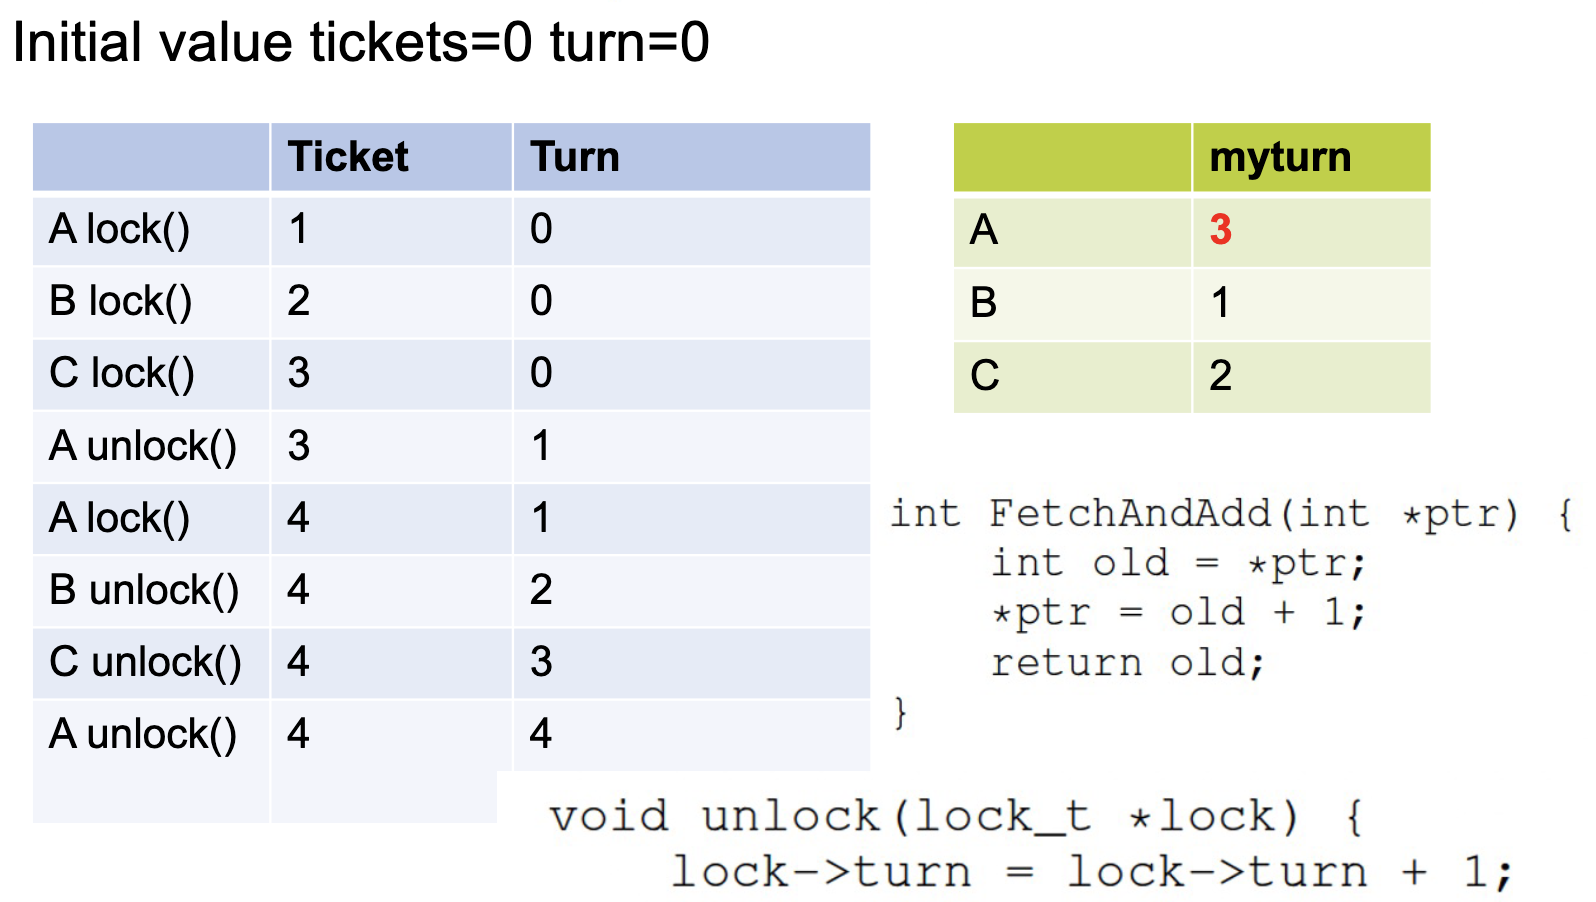 Initial value tickets=0 turn=0
Ticket Turn
A lock() 1 0
B lock() 2 0
C lock() 3 0
A unlock() 3 1
A lock() 4 1
B unlock() 4 2
C unlock() 4 3
A unlock() 4 4
myturn
A 3
B 1
C 2
int FetchAndAdd(int *ptr) {
int old = *ptr;
*ptr = old + 1;
return old;
}
void unlock(lock_t *lock) {
lock->turn = lock->turn + 1;